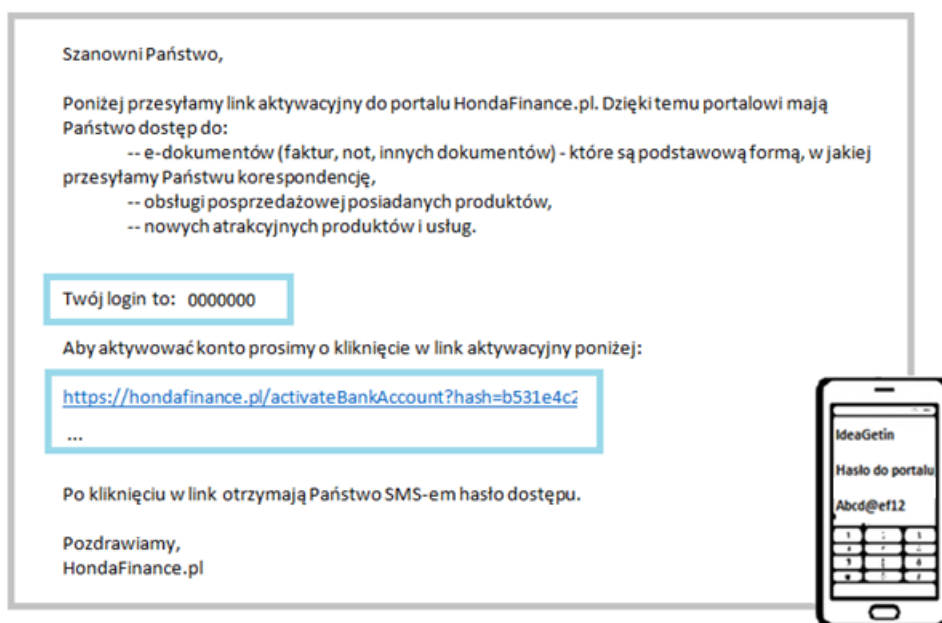 Szanowni Państwo,
Poniżej przesyłamy link aktywacyjny do portalu HondaFinance.pl. Dzięki temu portalowi mają
Państwo dostęp do:
-- e-dokumentów (faktur, not, innych dokumentów) - które są podstawową formą, w jakiej
przesyłamy Państwu korespondencję,
-- obsługi posprzedażowej posiadanych produktów,
-- nowych atrakcyjnych produktów i usług.
Twój login to: 0000000
Aby aktywować konto prosimy o kliknięcie w link aktywacyjny poniżej:
https://hondafinance.pl/activateBankAccount?hash=b531e4c2
...
Po kliknięciu w link otrzymają Państwo SMS-em hasło dostępu.
Pozdrawiamy,
HondaFinance.pl
IdeaGetin
Hasło do portalu
Abcd@ef12